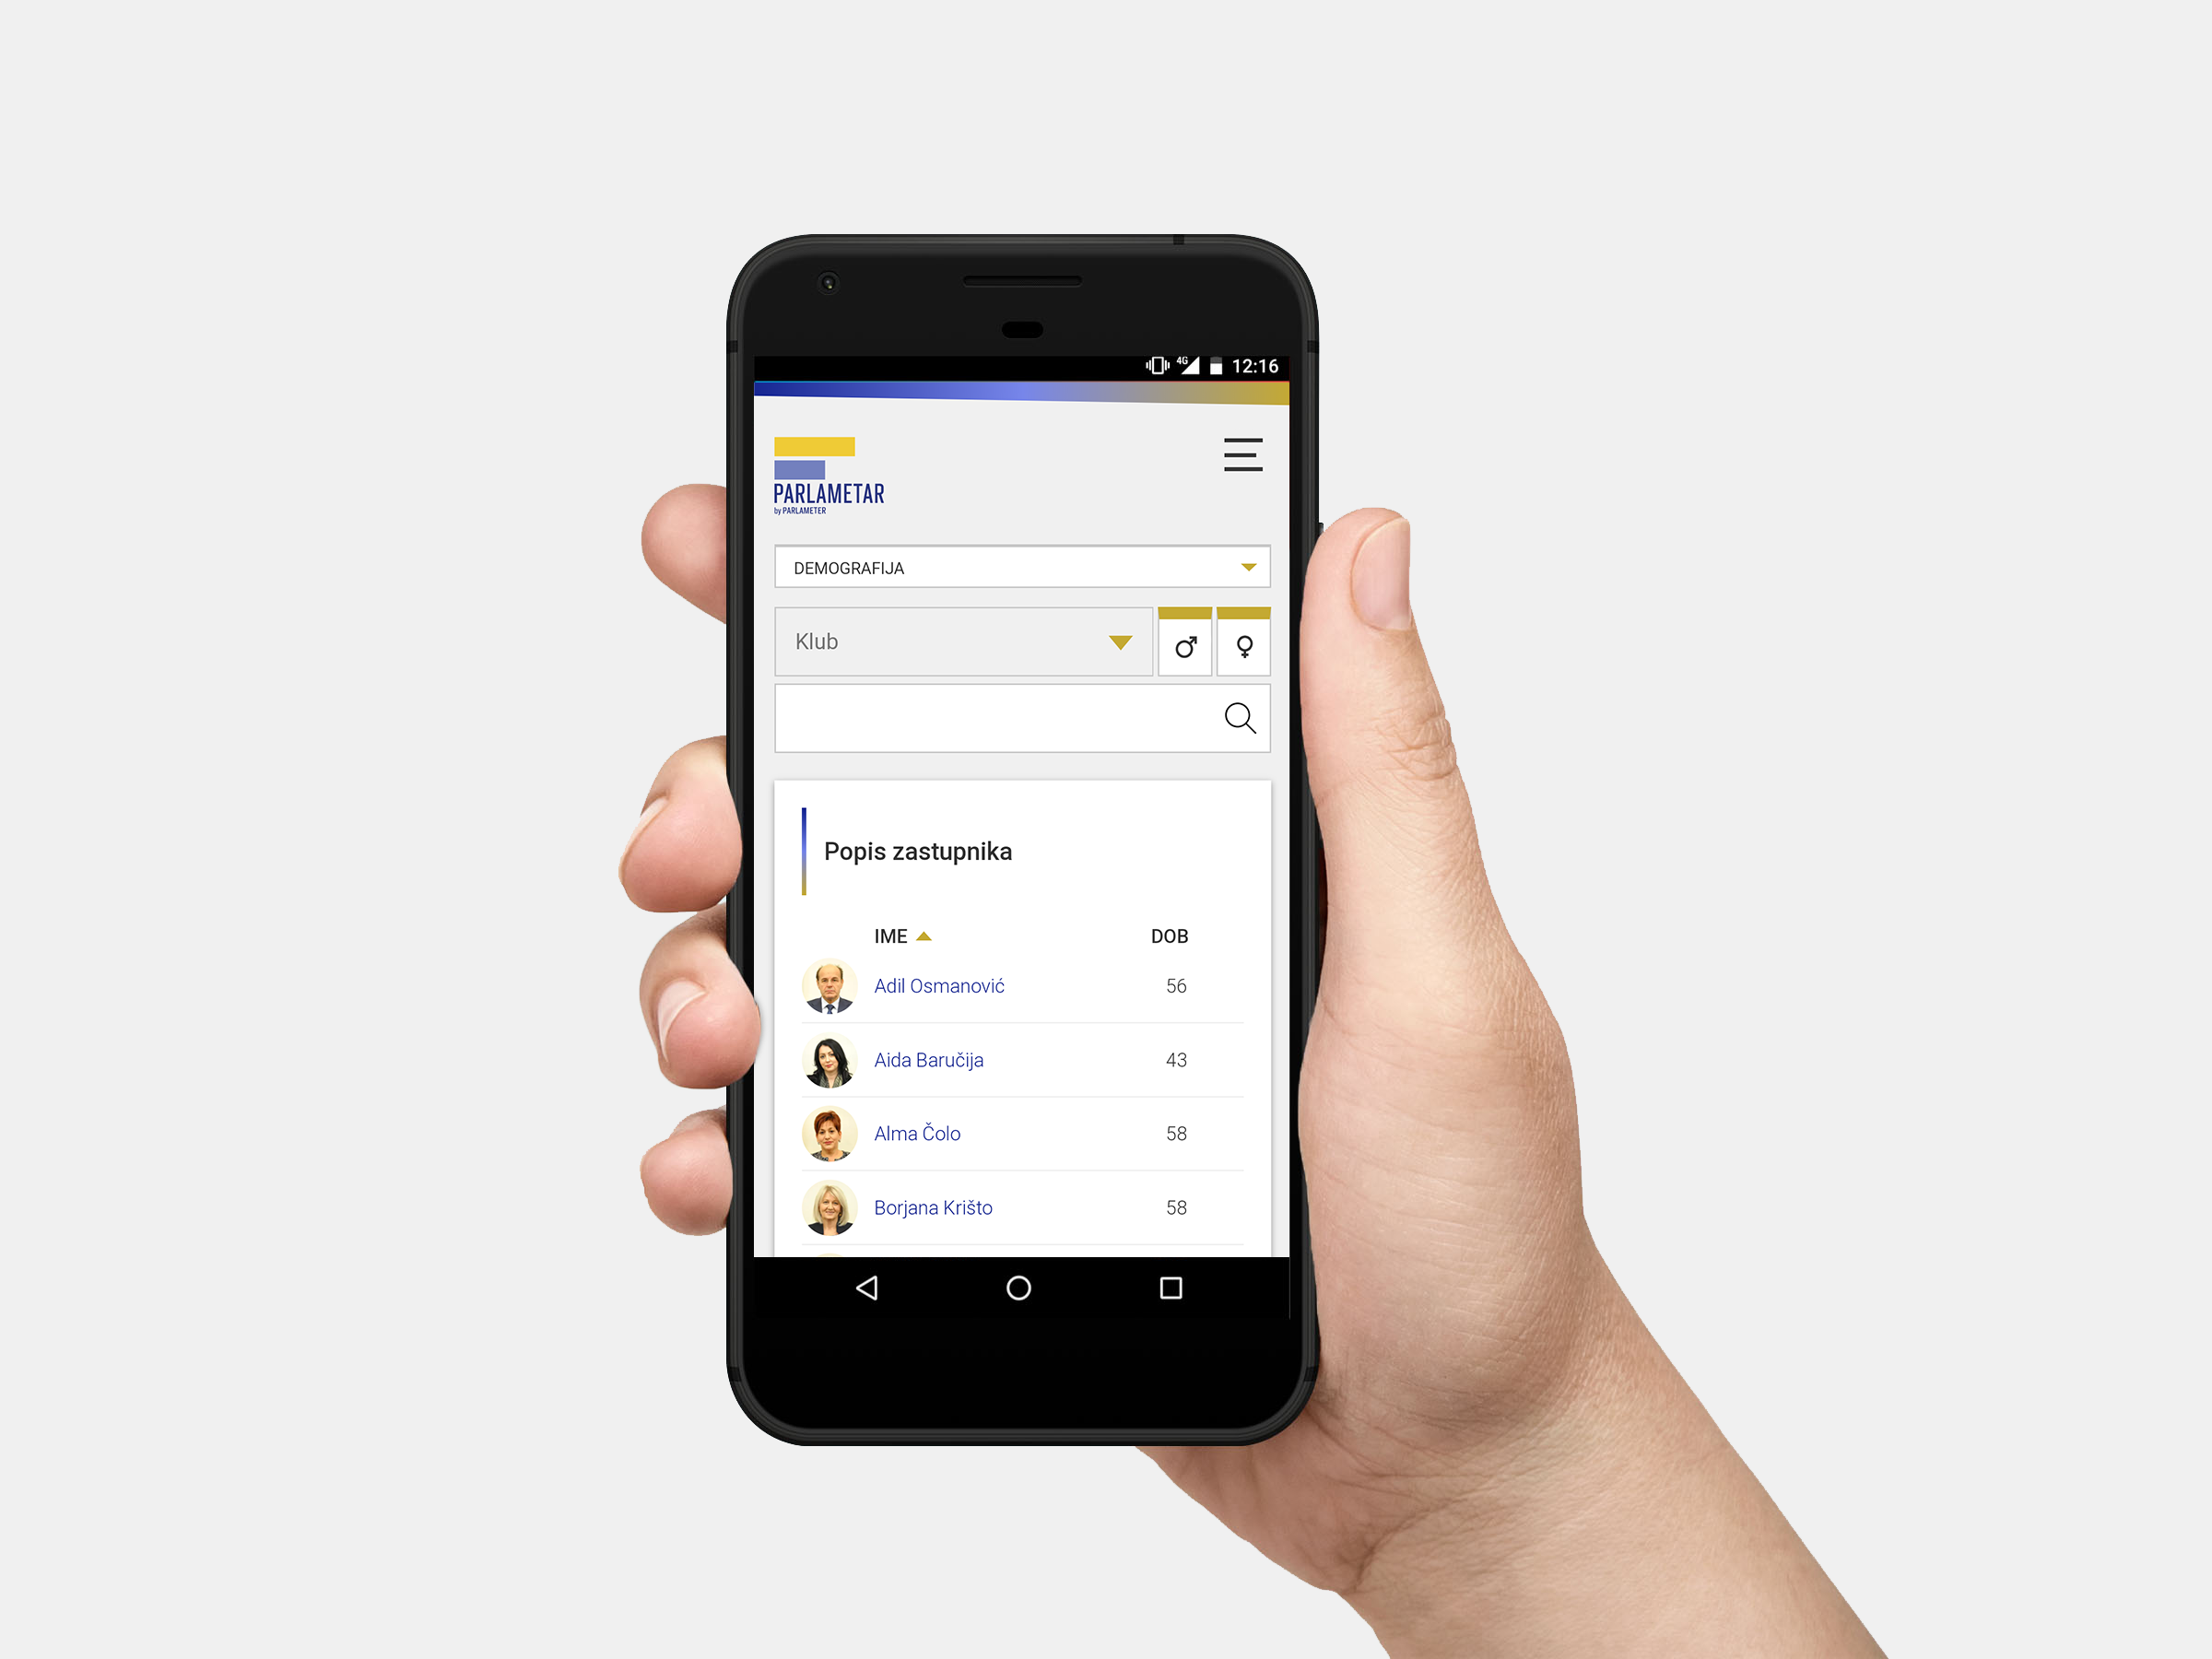 4G 12:16
PARLAMETAR
by PARLAMETER
DEMOGRAFIJA
Klub
Popis zastupnika
IME DOB
Adil Osmanović 56
Aida Baručija 43
Alma Čolo 58
Borjana Krišto 58